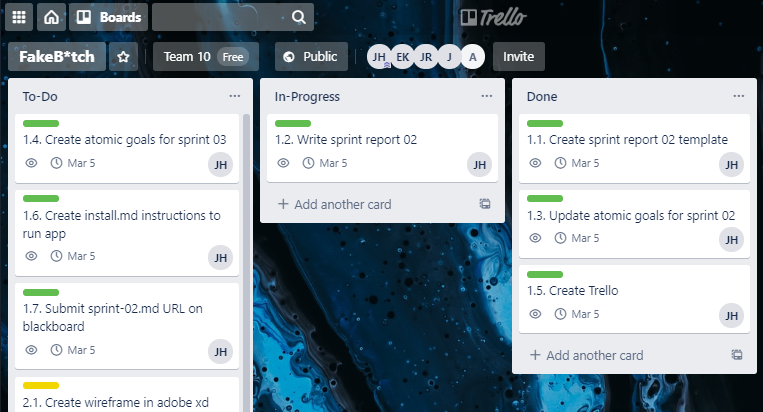 Boards
Trello
FakeB*tch
Team 10 Free
Public
JH EK JR J A
Invite
To-Do
1.4. Create atomic goals for sprint 03
Mar 5
JH
1.6. Create install.md instructions to
run app
Mar 5
JH
1.7. Submit sprint-02.md URL on
blackboard
Mar 5
JH
2.1. Create wireframe in adobe xd
In-Progress
1.2. Write sprint report 02
Mar 5
JH
+ Add another card
Done
1.1. Create sprint report 02 template
Mar 5
JH
1.3. Update atomic goals for sprint 02
Mar 5
JH
1.5. Create Trello
Mar 5
JH
+ Add another card